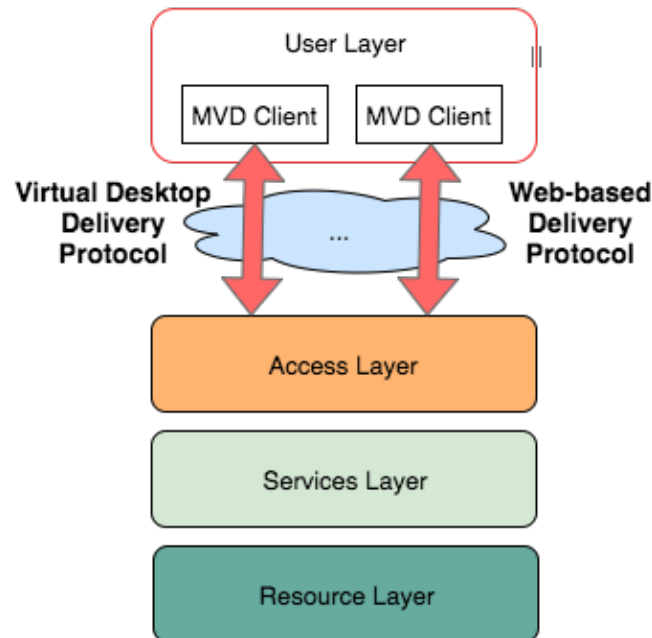 User Layer
MVD Client
MVD Client
Virtual Desktop
Delivery
Protocol
Web-based
Delivery
Protocol
...
Access Layer
Services Layer
Resource Layer